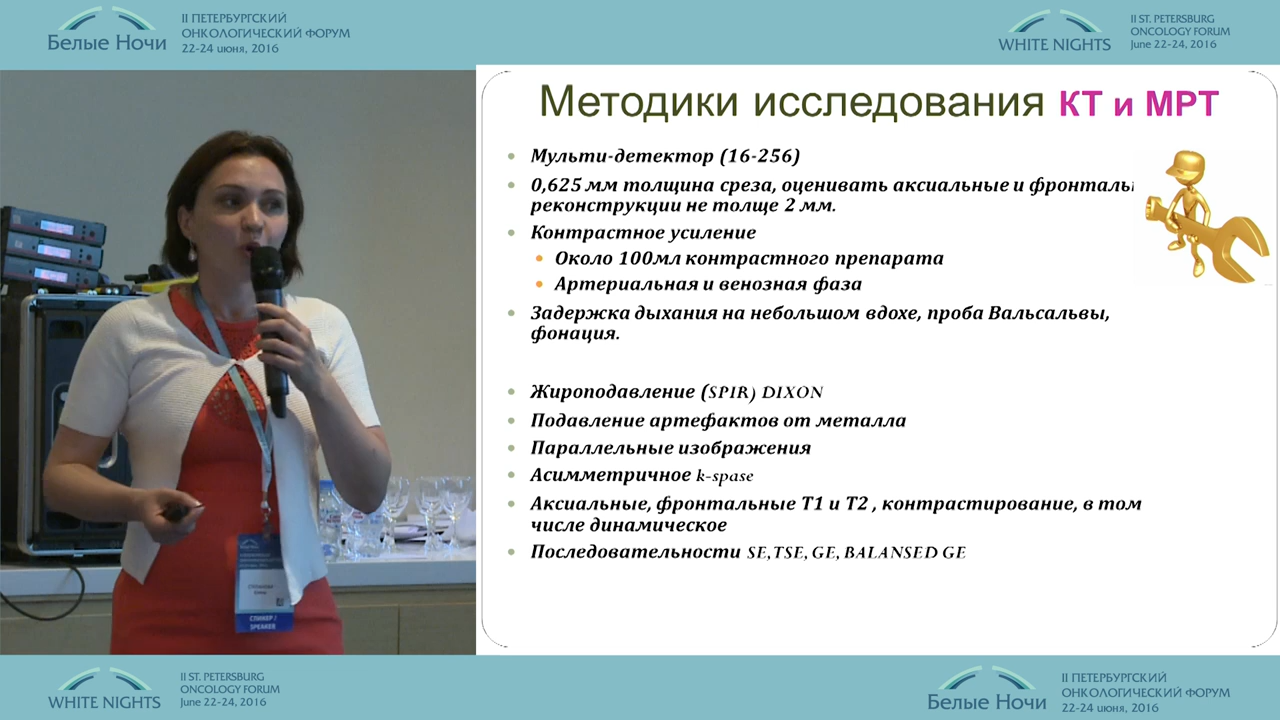 Белые Ночи
II ПЕТЕРБУРГСКИЙ
ОНКОЛОГИЧЕСКИЙ ФОРУМ
22-24 июня, 2016
WHITE NIGHTS
II ST. PETERSBURG
ONCOLOGY FORUM
June 22-24, 2016
Методики исследования КТ и МРТ
Мульти-детектор (16-256)
0,625 мм толщина среза, оценивать аксиальные и фронталы
реконструкции не толще 2 мм.
Контрастное усиление
Около 100мл контрастного препарата
Артериальная и венозная фаза
Задержка дыхания на небольшом вдохе, проба Вальсальвы,
фонация.
Жироподавление (SPIR) DIXON
Подавление артефактов от металла
Параллельные изображения
Асимметричное k-spase
Аксиальные, фронтальные Т1 и Т2 , контрастирование, в том
числе динамическое
Последовательности SE, TSE, GE, BALANSED GE
СПИКЕР /
SPEAKER
WHITE NIGHTS
II ST. PETERSBURG
ONCOLOGY FORUM
June 22-24, 2016
Белые Ночи
II ПЕТЕРБУРГСКИЙ
ОНКОЛОГИЧЕСКИЙ ФОРУМ
22-24 июня, 2016